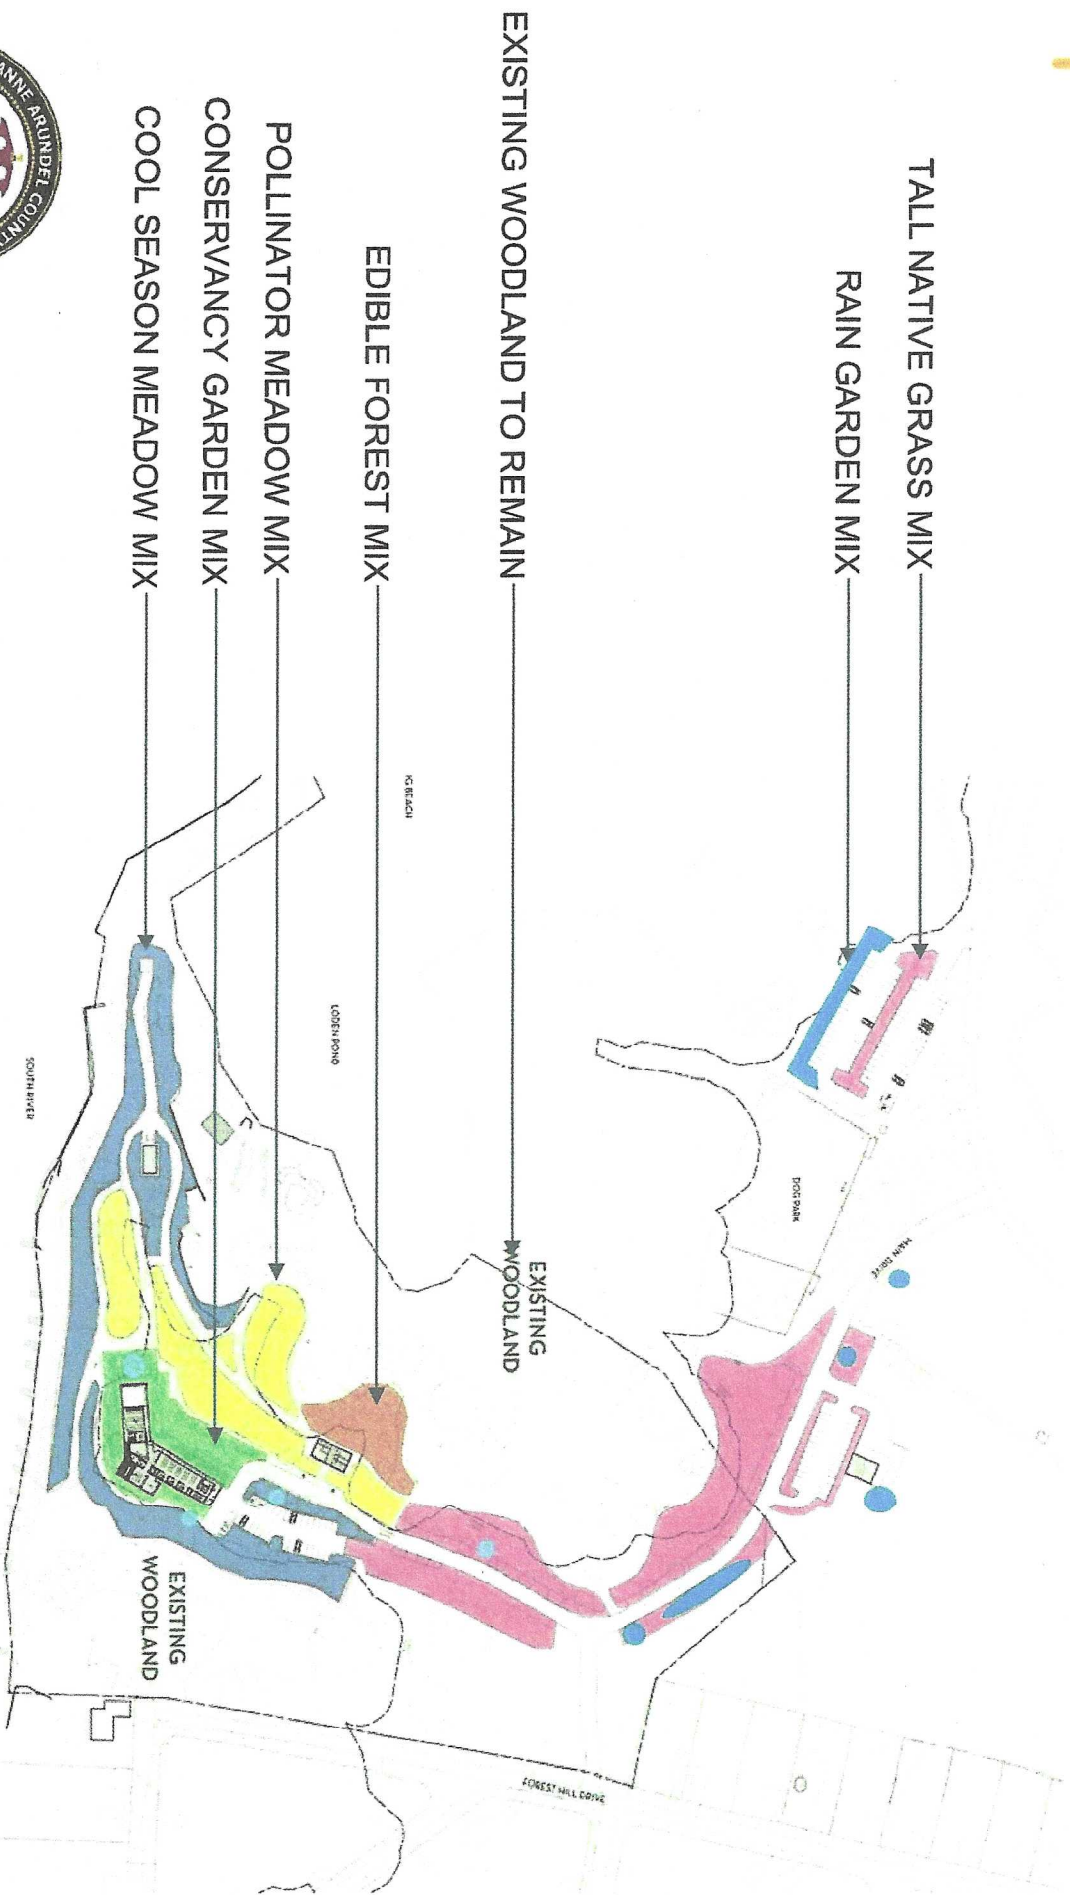 TALL NATIVE GRASS MIX
RAIN GARDEN MIX
EXISTING WOODLAND TO REMAIN
EDIBLE FOREST MIX
POLLINATOR MEADOW MIX
CONSERVANCY GARDEN MIX
COOL SEASON MEADOW MIX
ANNE ARUNDEL
DOG PARK
MAIN DRIVE
BEACH
LODEN POND
EXISTING
WOODLAND
SOUTH RIVER
EXISTING
WOODLAND
FOREST HILL DRIVE